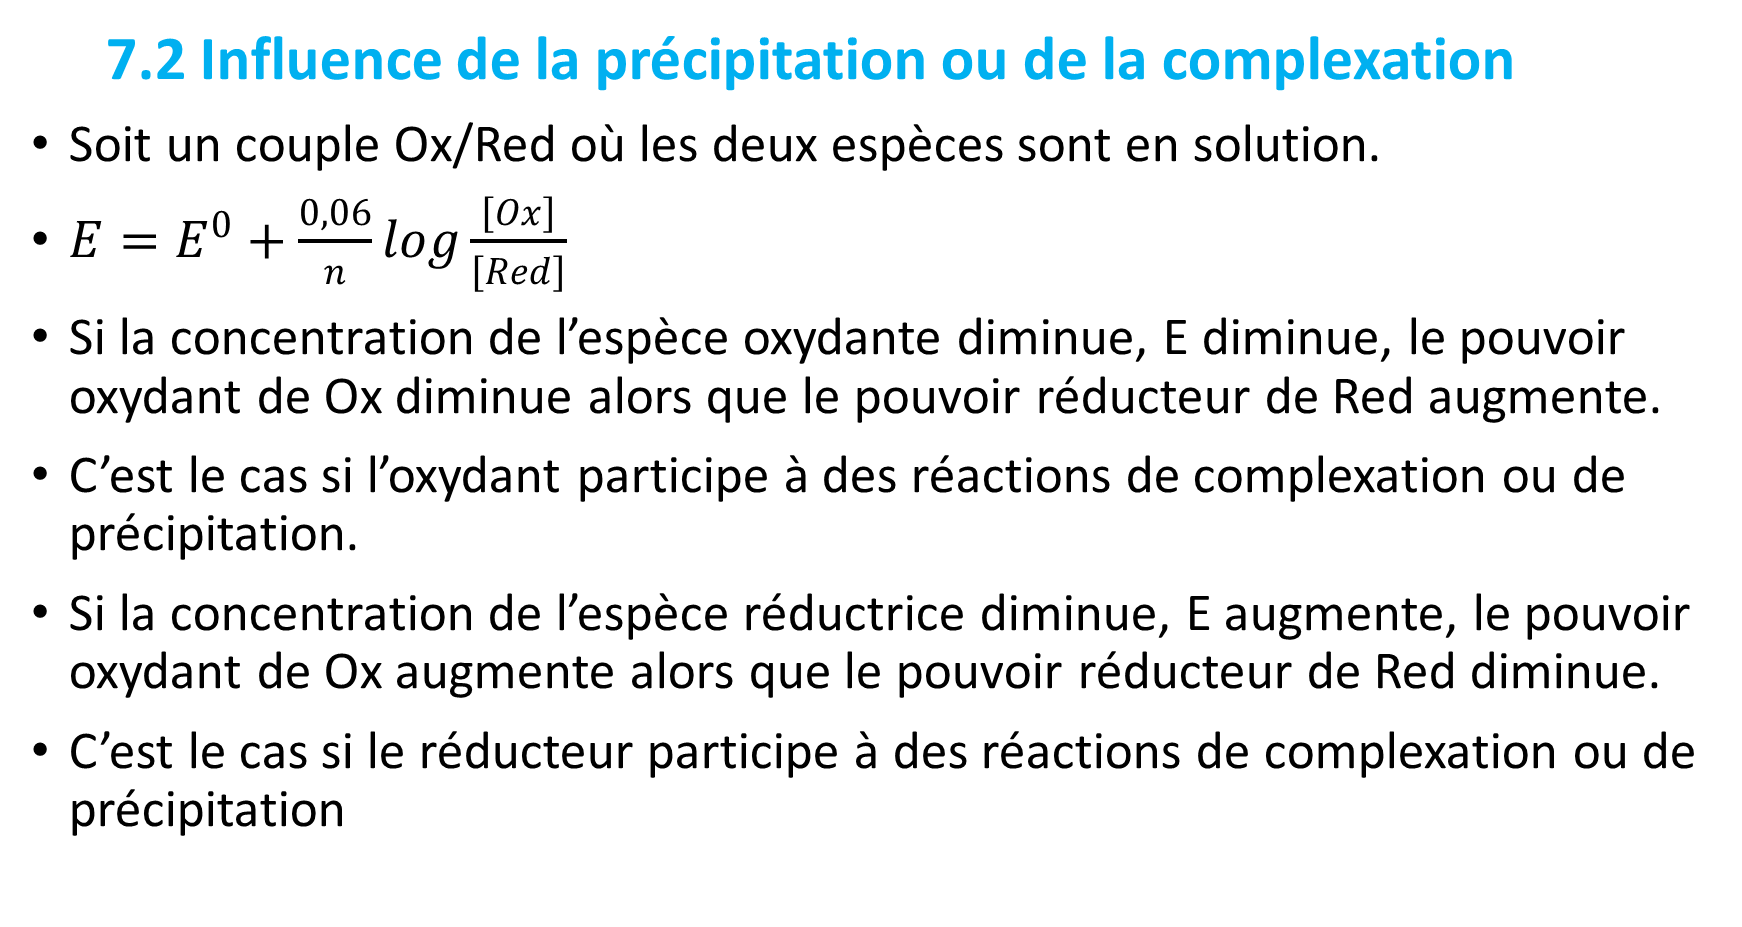 7.2 Influence de la précipitation ou de la complexation
• Soit un couple Ox/Red où les deux espèces sont en solution.
• E = E⁰ + 0,06/n log [Ox]/[Red]
• Si la concentration de l’espèce oxydante diminue, E diminue, le pouvoir
oxydant de Ox diminue alors que le pouvoir réducteur de Red augmente.
• C’est le cas si l’oxydant participe à des réactions de complexation ou de
précipitation.
• Si la concentration de l’espèce réductrice diminue, E augmente, le pouvoir
oxydant de Ox augmente alors que le pouvoir réducteur de Red diminue.
• C’est le cas si le réducteur participe à des réactions de complexation ou de
précipitation